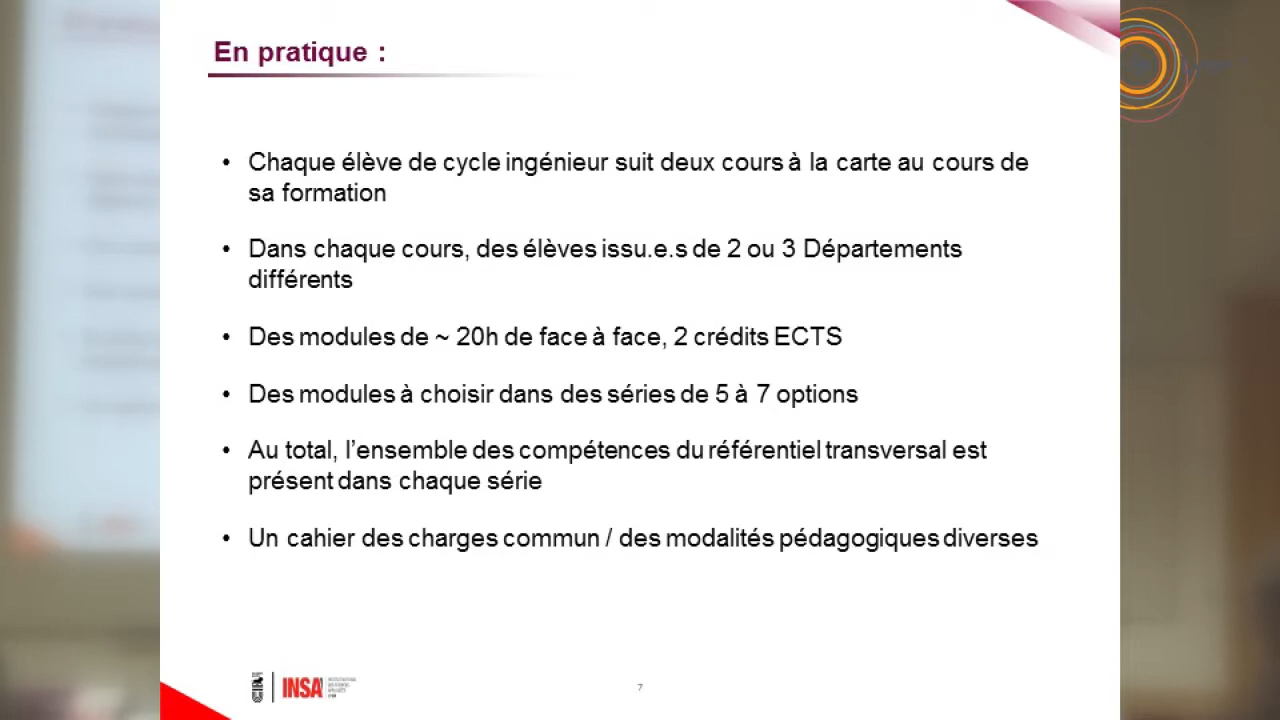 En pratique :
• Chaque élève de cycle ingénieur suit deux cours à la carte au cours de
sa formation
• Dans chaque cours, des élèves issu.e.s de 2 ou 3 Départements
différents
• Des modules de ~ 20h de face à face, 2 crédits ECTS
• Des modules à choisir dans des séries de 5 à 7 options
• Au total, l’ensemble des compétences du référentiel transversal est
présent dans chaque série
• Un cahier des charges commun / des modalités pédagogiques diverses
INSA
7